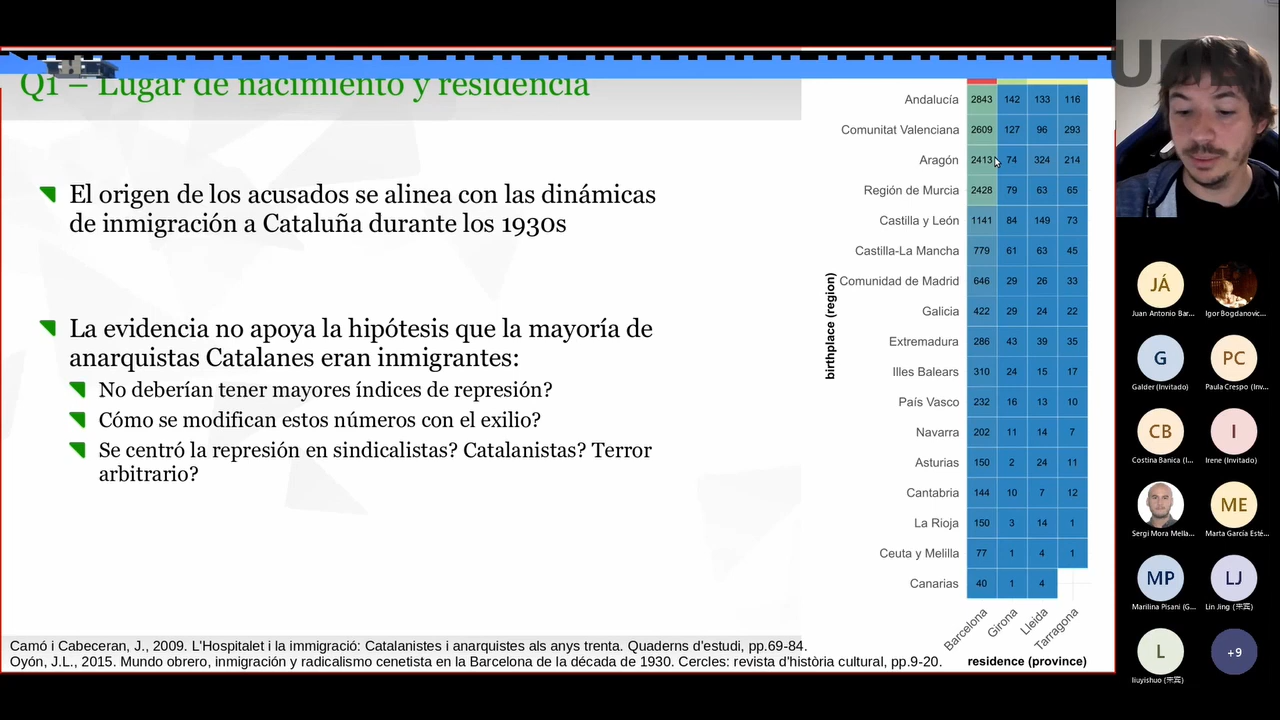 Q1 – Lugar de nacimiento y residencia
El origen de los acusados se alinea con las dinámicas
de inmigración a Cataluña durante los 1930s
La evidencia no apoya la hipótesis que la mayoría de
anarquistas Catalanes eran inmigrantes:
No deberían tener mayores índices de represión?
Cómo se modifican estos números con el exilio?
Se centró la represión en sindicalistas? Catalanistas? Terror
arbitrario?
Camó i Cabeceran, J., 2009. L'Hospitalet i la immigració: Catalanistes i anarquistes als anys trenta. Quaderns d'estudi, pp.69-84.
Oyón, J.L., 2015. Mundo obrero, inmigración y radicalismo cenetista en la Barcelona de la década de 1930. Cercles: revista d'història cultural, pp.9-20.
birthplace (region)
Andalucía 2843 142 133 116
Comunitat Valenciana 2609 127 96 293
Aragón 2413 74 324 214
Región de Murcia 2428 79 63 65
Castilla y León 1141 84 149 73
Castilla-La Mancha 779 61 63 45
Comunidad de Madrid 646 29 26 33
Galicia 422 29 24 22
Extremadura 286 43 39 35
Illes Balears 310 24 15 17
País Vasco 232 16 13 10
Navarra 202 11 14 7
Asturias 150 2 24 11
Cantabria 144 10 7 12
La Rioja 150 3 14 1
Ceuta y Melilla 77 1 4 1
Canarias 40 1 4
Barcelona Girona Lleida Tarragona
residence (province)
JÁ
Juan Antonio Bar... Igor Bogdanovic...
G PC
Galder (Invitado) Paula Crespo (Inv...
CB I
Costina Banica (I... Irene (Invitado)
ME
Sergi Mora Mella... Marta García Esté...
MP LJ
Marilina Pisani (G... Lin Jing (来宾)
L +9
liuyishuo (来宾)